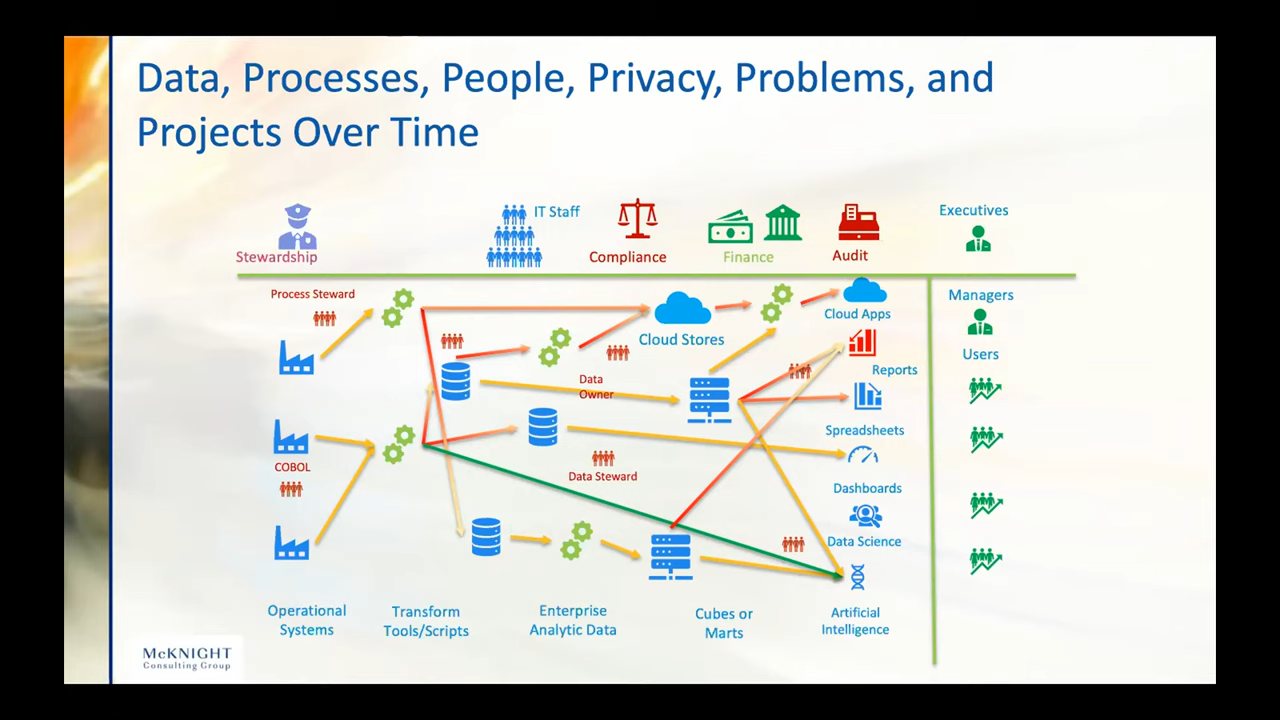 Data, Processes, People, Privacy, Problems, and
Projects Over Time
IT Staff
Executives
Stewardship
Compliance
Finance
Audit
Process Steward
Managers
Cloud Apps
Cloud Stores
Users
Reports
Data
Owner
Spreadsheets
COBOL
Data Steward
Dashboards
Data Science
Operational
Systems
Transform
Tools/Scripts
Enterprise
Analytic Data
Cubes or
Marts
Artificial
Intelligence
McKNIGHT
Consulting Group